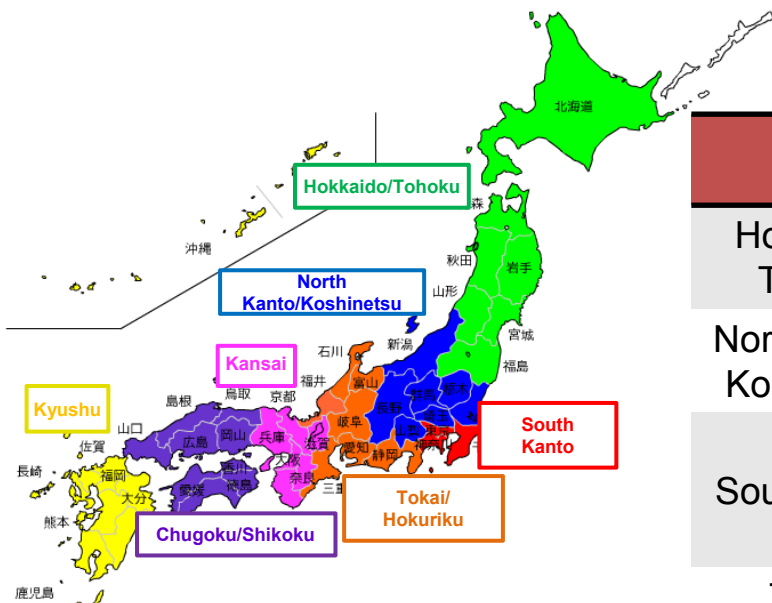 北海道
Hokkaido/Tohoku
森
秋田
岩手
沖縄
山形
宮城
North
Kanto/Koshinetsu
新潟
福島
石川
富山
福井
群馬
栃木
Kansai
長野
埼玉
鳥取
京都
島根
岐阜
山梨
Kyushu
山口
広島
岡山
兵庫
滋賀
愛知
静岡
South
Kanto
佐賀
大阪
香川
長崎
福岡
奈良
徳島
愛媛
大分
三重
Tokai/
Hokuriku
熊本
Chugoku/Shikoku
鹿児島
Ho
T
Nor
Ko
Sou